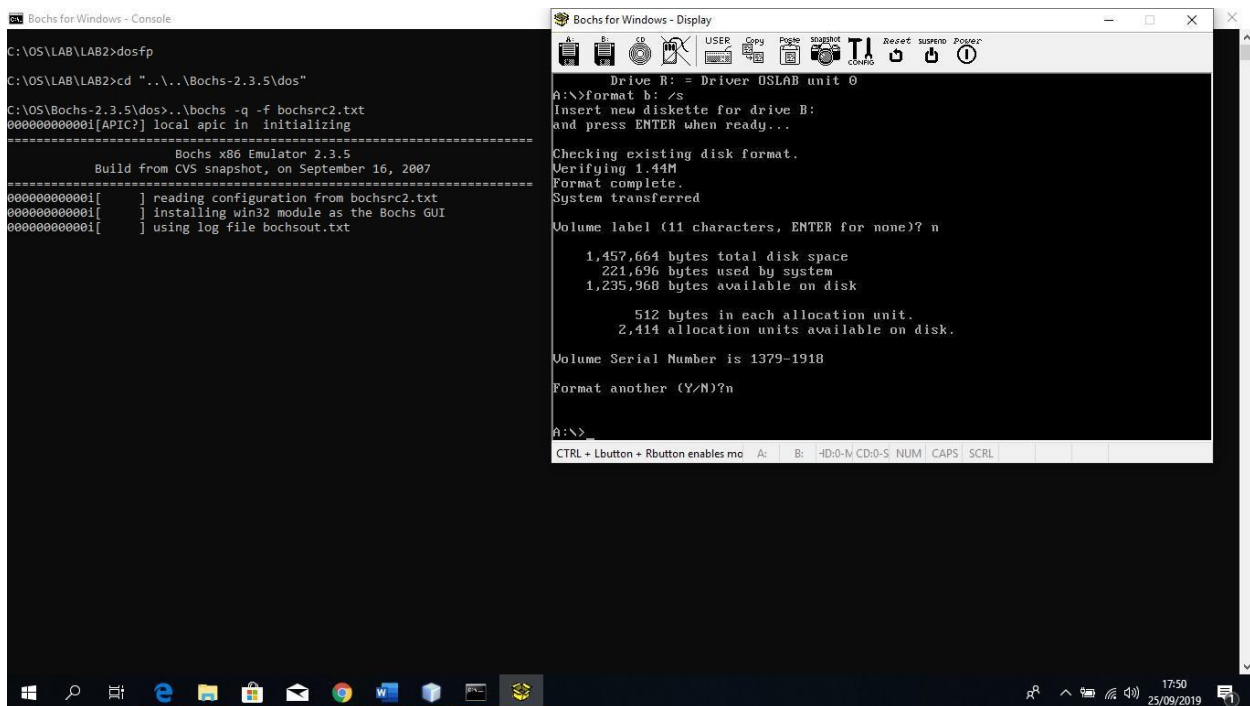 Bochs for Windows - Console
C:\OS\LAB\LAB2>dosfp
C:\OS\LAB\LAB2>cd "..\..\Bochs-2.3.5\dos"
C:\OS\Bochs-2.3.5\dos>..\bochs -q -f bochsrc2.txt
00000000000i[APIC?] local apic in  initializing
========================================================================
Bochs x86 Emulator 2.3.5
Build from CVS snapshot, on September 16, 2007
========================================================================
00000000000i[     ] reading configuration from bochsrc2.txt
00000000000i[     ] installing win32 module as the Bochs GUI
00000000000i[     ] using log file bochsout.txt
Bochs for Windows - Display
A: B: CD USER Copy Paste snapshot CONFIG Reset SUSPEND Power
Drive R: = Driver OSLAB unit 0
A:\>format b: /s
Insert new diskette for drive B:
and press ENTER when ready...
Checking existing disk format.
Verifying 1.44M
Format complete.
System transferred
Volume label (11 characters, ENTER for none)? n
1,457,664 bytes total disk space
221,696 bytes used by system
1,235,968 bytes available on disk
512 bytes in each allocation unit.
2,414 allocation units available on disk.
Volume Serial Number is 1379-1918
Format another (Y/N)?n
A:\>_
CTRL + Lbutton + Rbutton enables mo A: B: HD:0-M CD:0-S NUM CAPS SCRL
17:50
25/09/2019